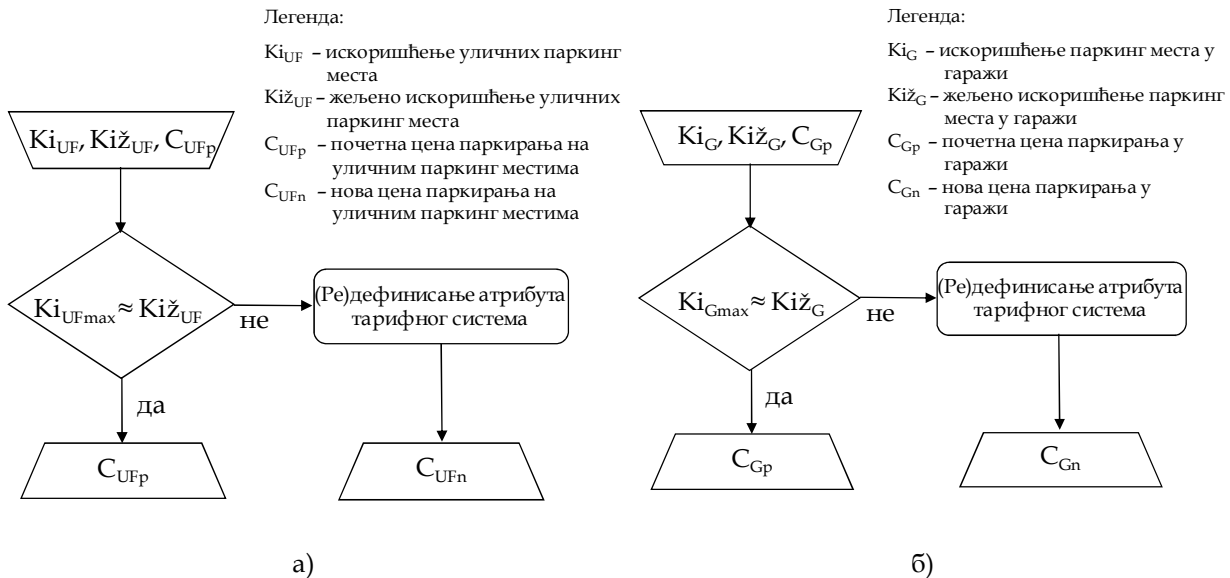 Легенда:
Ki_UF – искоришћење уличних паркинг
места
Kiž_UF – жељено искоришћење уличних
паркинг места
C_UFp – почетна цена паркирања на
уличним паркинг местима
C_UFn – нова цена паркирања на
уличним паркинг местима
Ki_UF, Kiž_UF, C_UFp
Ki_UFmax ≈ Kiž_UF
не
(Ре)дефинисање атрибута
тарифног система
да
C_UFp
C_UFn
а)
Легенда:
Ki_G – искоришћење паркинг места у
гаражи
Kiž_G – жељено искоришћење паркинг
места у гаражи
C_Gp – почетна цена паркирања у
гаражи
C_Gn – нова цена паркирања у
гаражи
Ki_G, Kiž_G, C_Gp
Ki_Gmax ≈ Kiž_G
не
(Ре)дефинисање атрибута
тарифног система
да
C_Gp
C_Gn
б)